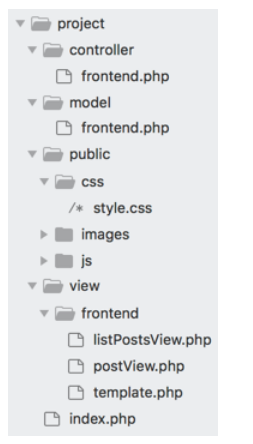 project
controller
frontend.php
model
frontend.php
public
css
/* style.css
images
js
view
frontend
listPostsView.php
postView.php
template.php
index.php